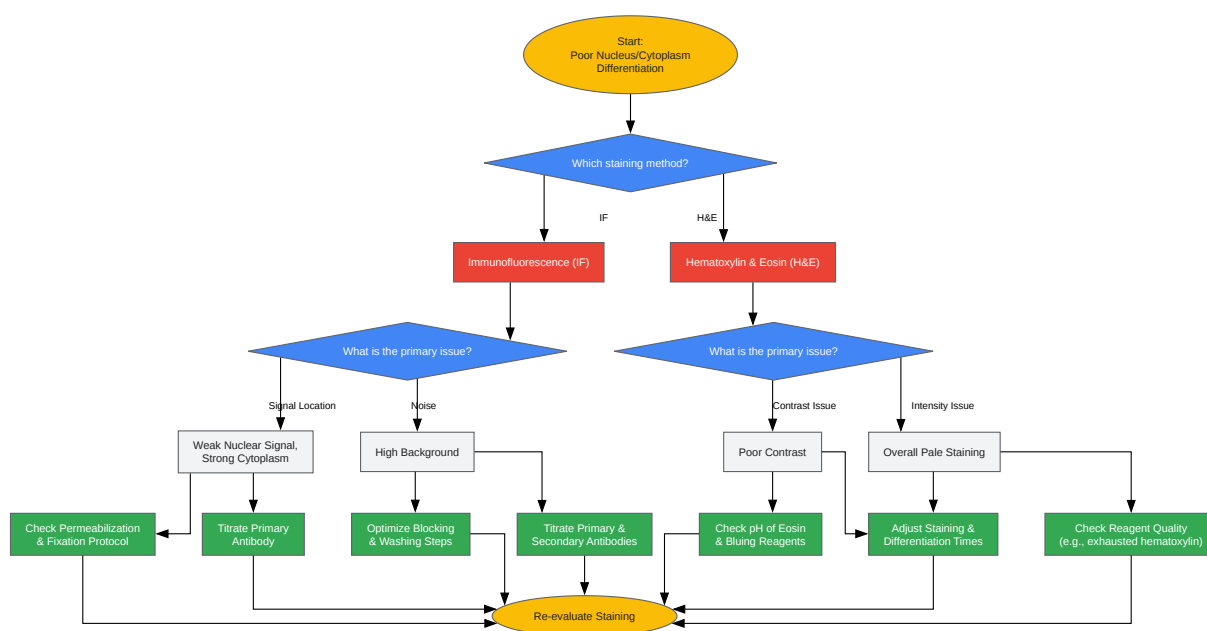 Start:
Poor Nucleus/Cytoplasm
Differentiation
Which staining method?
IF
H&E
Immunofluorescence (IF)
Hematoxylin & Eosin (H&E)
What is the primary issue?
What is the primary issue?
Signal Location
Noise
Contrast Issue
Intensity Issue
Weak Nuclear Signal,
Strong Cytoplasm
High Background
Poor Contrast
Overall Pale Staining
Check Permeabilization
& Fixation Protocol
Titrate Primary
Antibody
Optimize Blocking
& Washing Steps
Titrate Primary &
Secondary Antibodies
Check pH of Eosin
& Bluing Reagents
Adjust Staining &
Differentiation Times
Check Reagent Quality
(e.g., exhausted hematoxylin)
Re-evaluate Staining